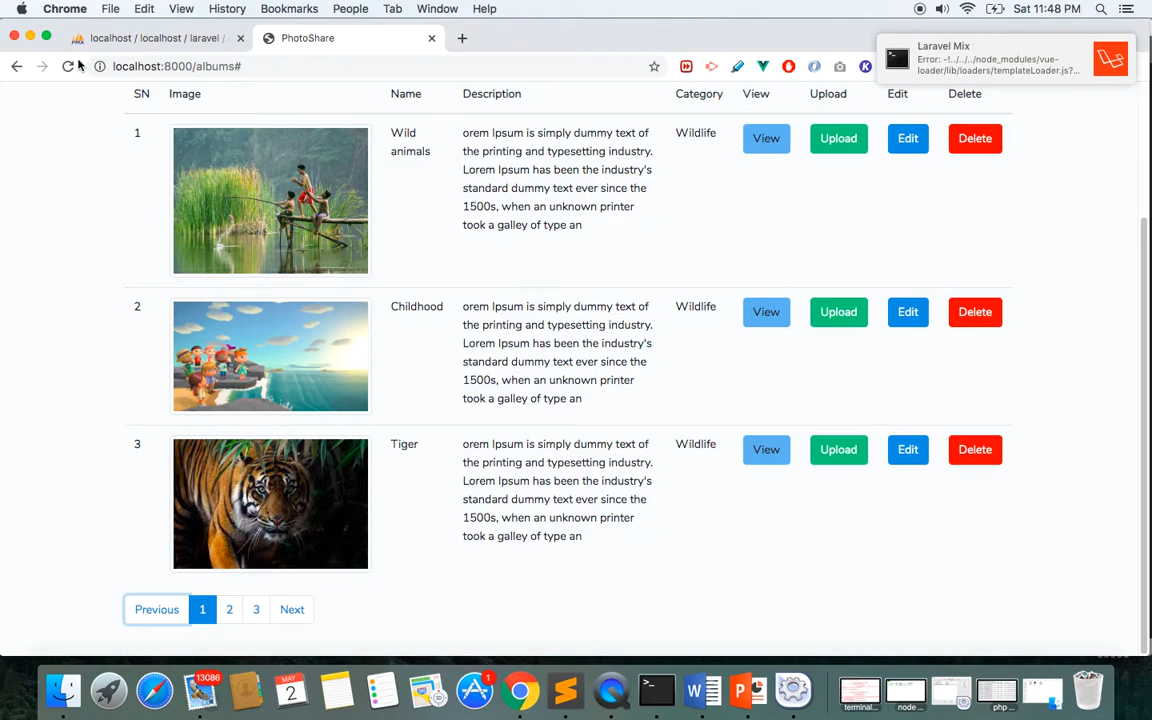 Chrome File Edit View History Bookmarks People Tab Window Help Sat 11:48 PM
localhost / localhost / laravel /
PhotoShare
localhost:8000/albums#
Laravel Mix
Error: -!../../../node_modules/vue-
loader/lib/loaders/templateLoader.js?...
SN Image Name Description Category View Upload Edit Delete
1 Wild orem Ipsum is simply dummy text of Wildlife View Upload Edit Delete
animals the printing and typesetting industry.
Lorem Ipsum has been the industry's
standard dummy text ever since the
1500s, when an unknown printer
took a galley of type an
2 Childhood orem Ipsum is simply dummy text of Wildlife View Upload Edit Delete
the printing and typesetting industry.
Lorem Ipsum has been the industry's
standard dummy text ever since the
1500s, when an unknown printer
took a galley of type an
3 Tiger orem Ipsum is simply dummy text of Wildlife View Upload Edit Delete
the printing and typesetting industry.
Lorem Ipsum has been the industry's
standard dummy text ever since the
1500s, when an unknown printer
took a galley of type an
Previous 1 2 3 Next
13086
MAY
2
1
terminal... node ... php ...